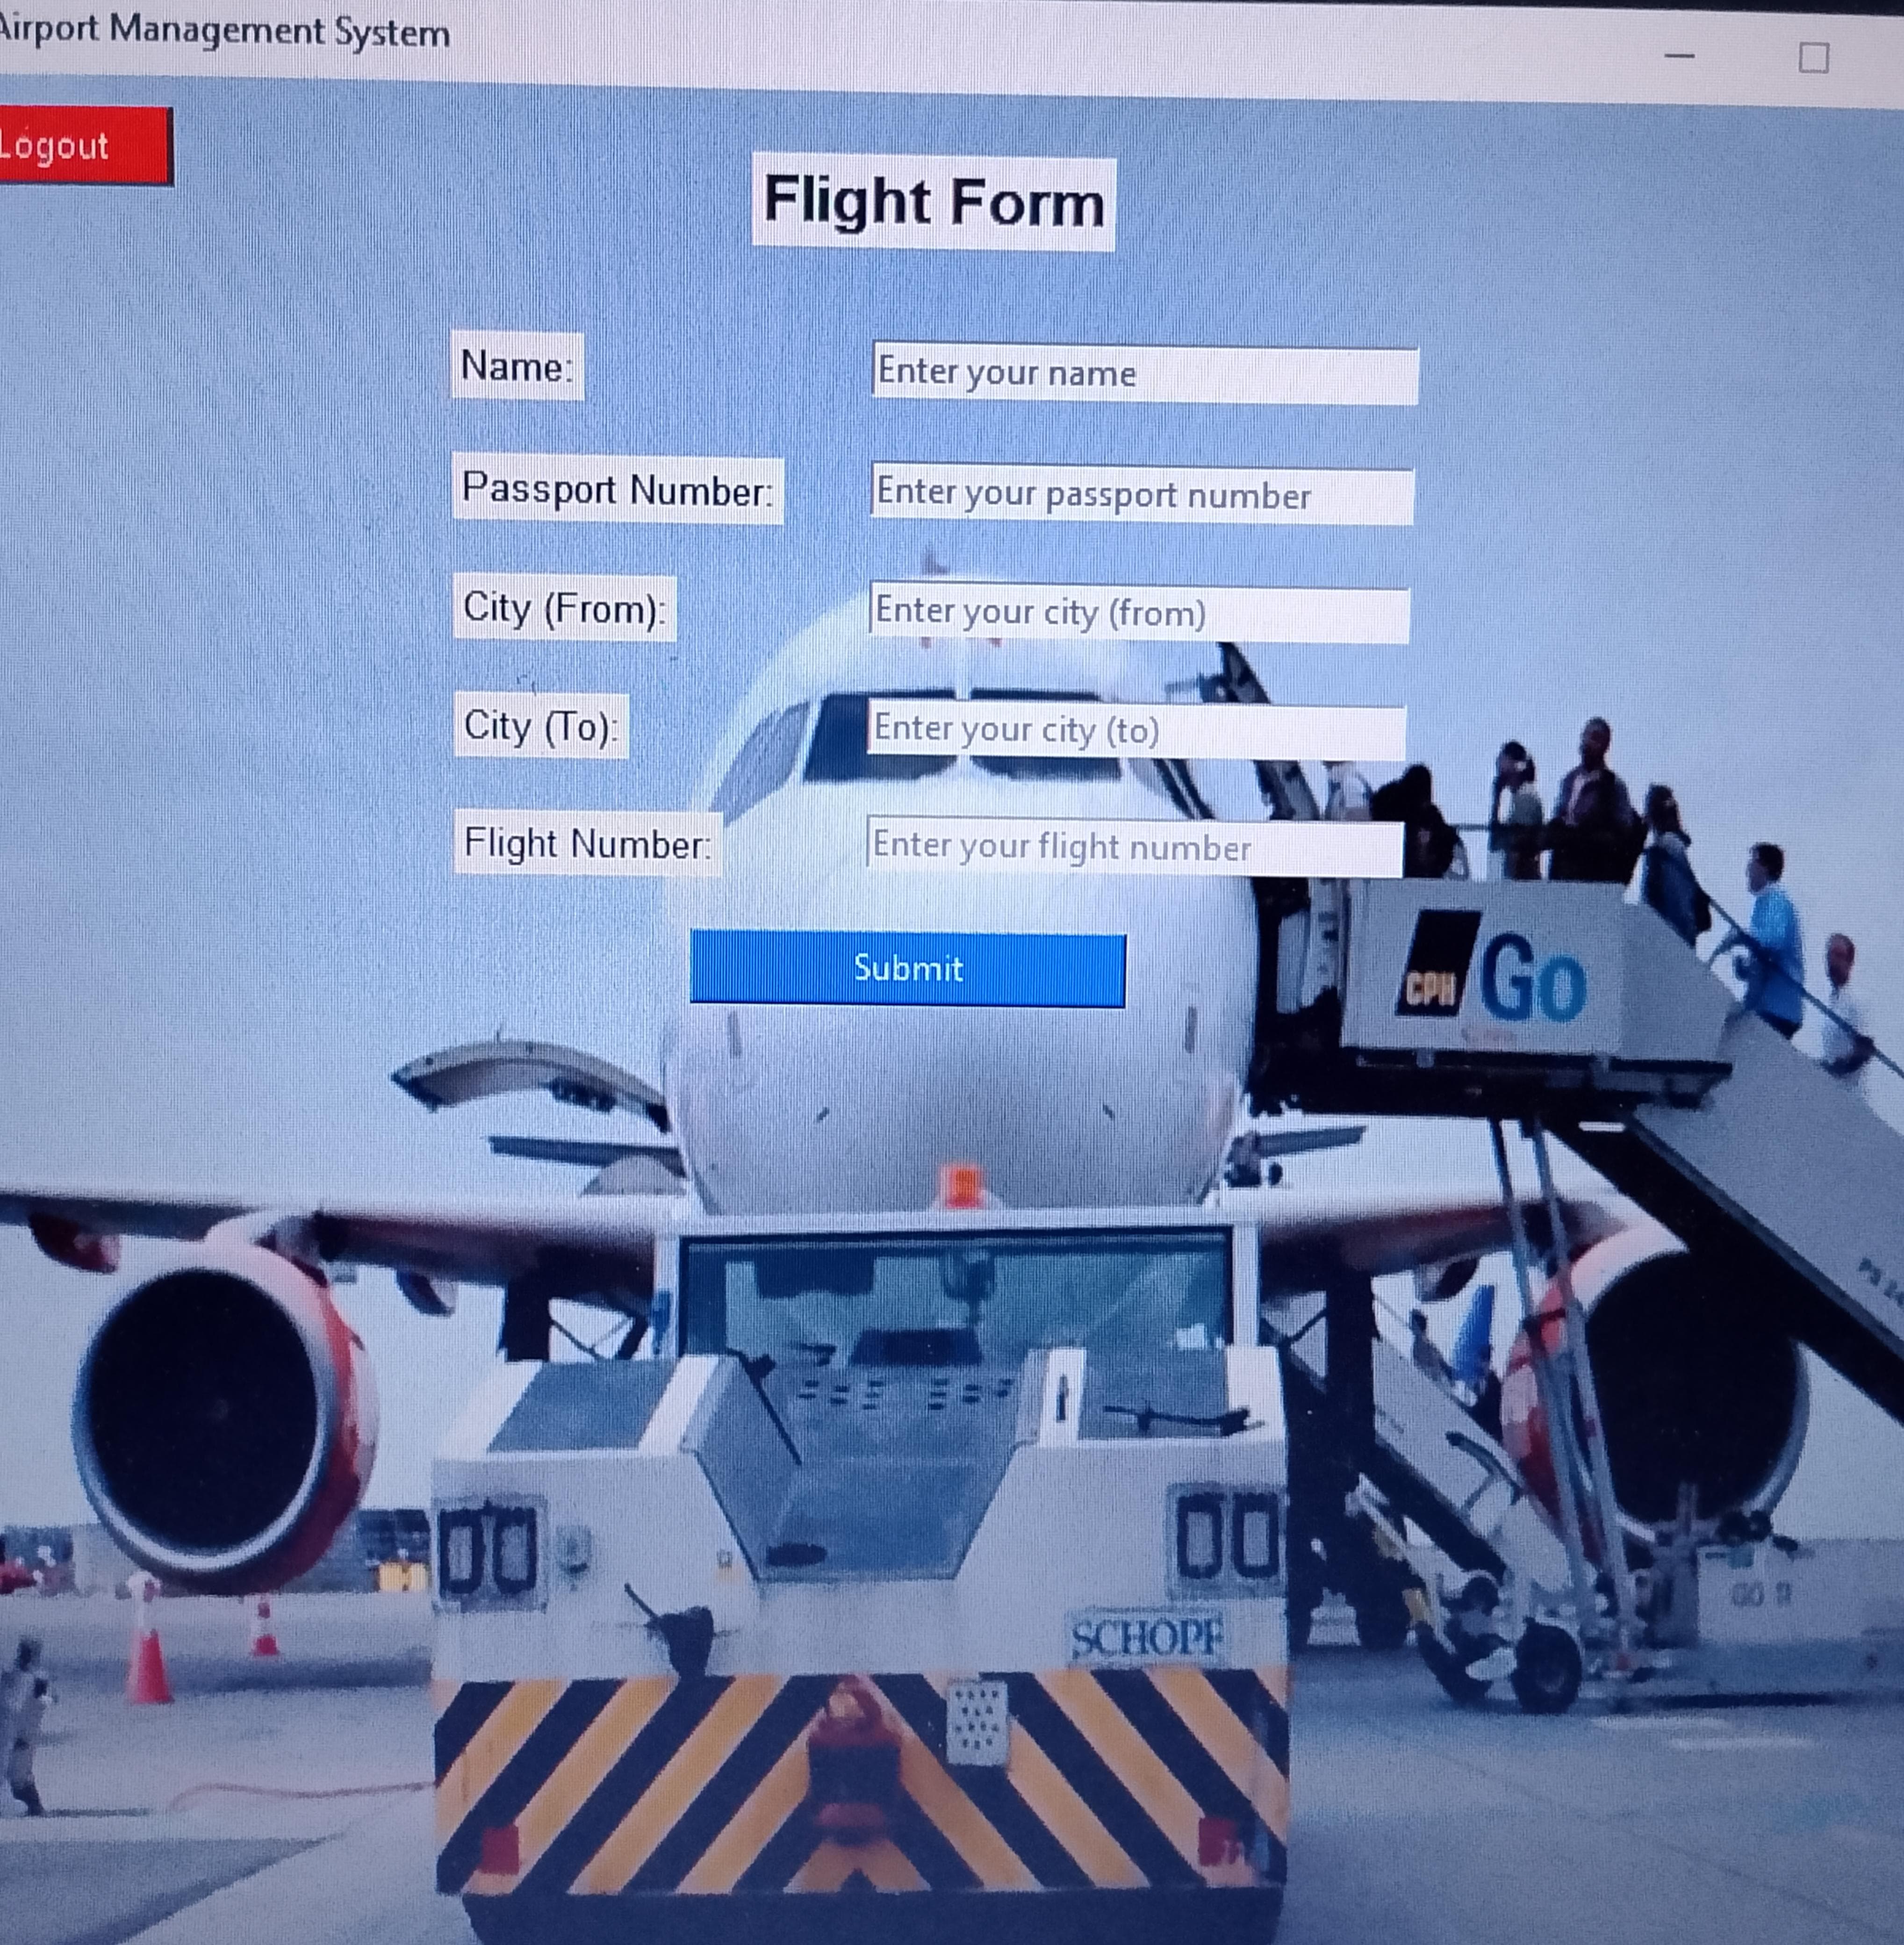 Airport Management System
Logout
Flight Form
Name:
Enter your name
Passport Number:
Enter your passport number
City (From):
Enter your city (from)
City (To):
Enter your city (to)
Flight Number:
Enter your flight number
Submit
CPH Go
SCHOPF